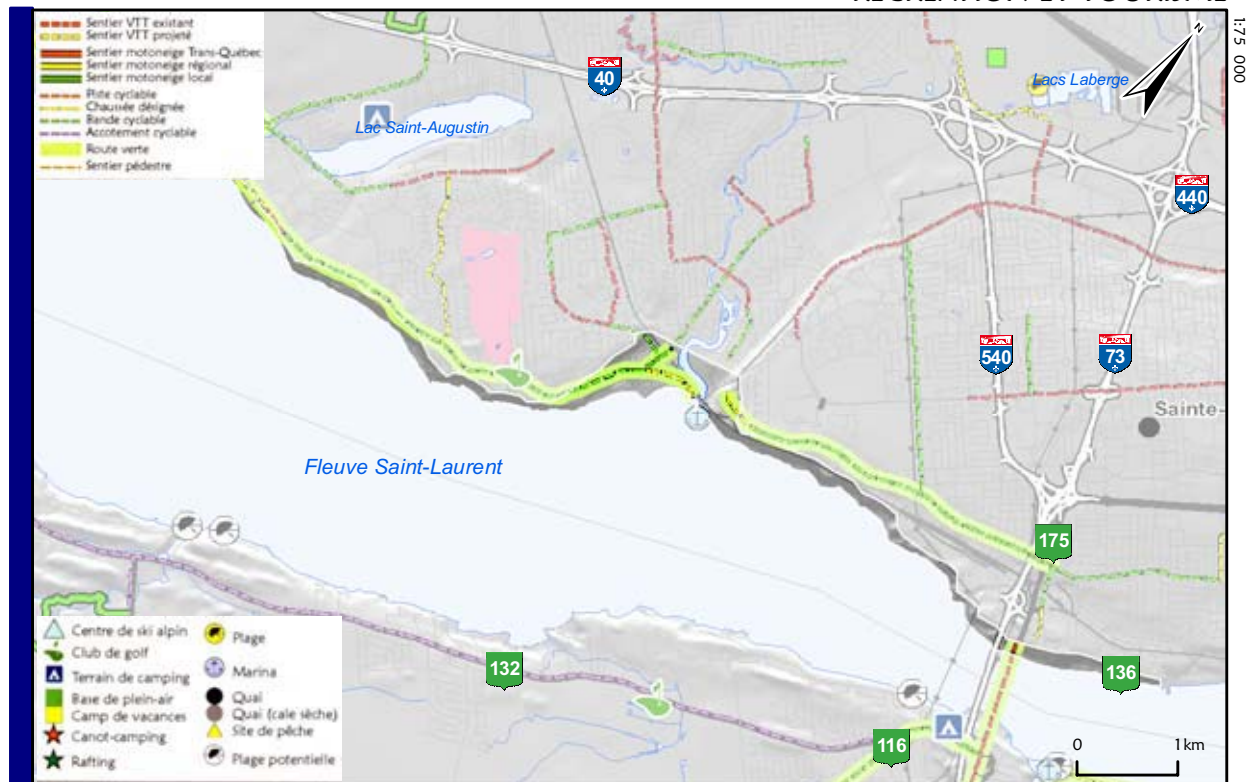 1:75 000
Sentier VTT existant
Sentier VTT projeté
Sentier motoneige Trans-Québec
Sentier motoneige régional
Sentier motoneige local
Piste cyclable
Chaussée désignée
Bande cyclable
Accotement cyclable
Route verte
Sentier pédestre
N
40
Lacs Laberge
Lac Saint-Augustin
440
540
73
Sainte-
Fleuve Saint-Laurent
175
132
136
116
0 1 km
Centre de ski alpin
Club de golf
Terrain de camping
Base de plein-air
Camp de vacances
Canot-camping
Rafting
Plage
Marina
Quai
Quai (cale sèche)
Site de pêche
Plage potentielle